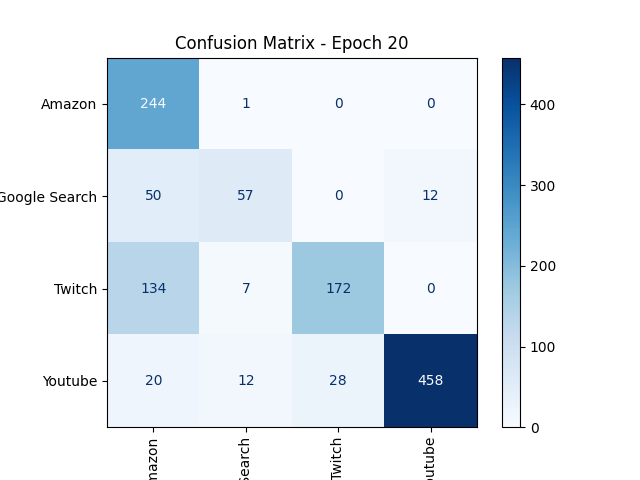 Confusion Matrix - Epoch 20
Amazon 244 1 0 0
Google Search 50 57 0 12
Twitch 134 7 172 0
Youtube 20 12 28 458
mazon
Search
Twitch
outube
400
300
200
100
0